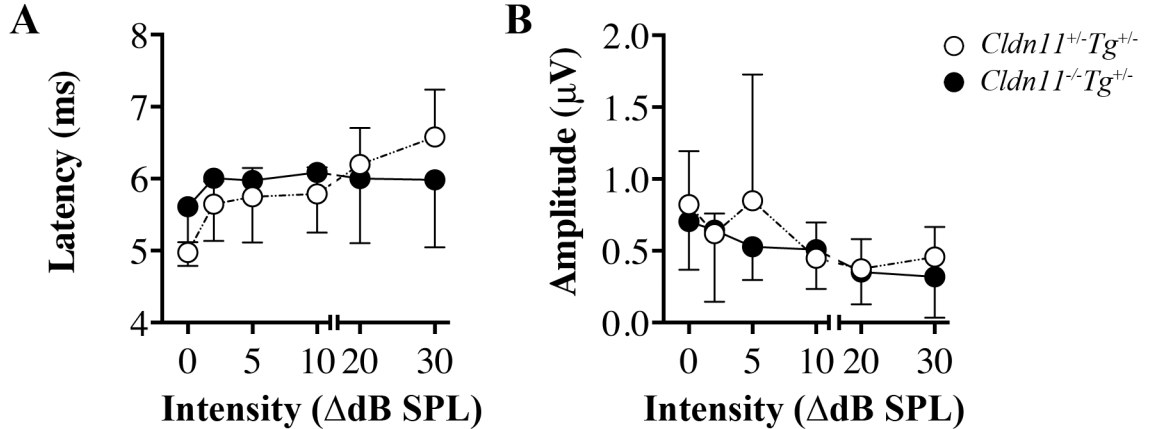 A
B
8
7
6
5
4
Latency (ms)
0 5 10 20 30
Intensity (ΔdB SPL)
2.0
1.5
1.0
0.5
0.0
Amplitude (μV)
0 5 10 20 30
Intensity (ΔdB SPL)
Cldn11+/-Tg+/-
Cldn11-/-Tg+/-